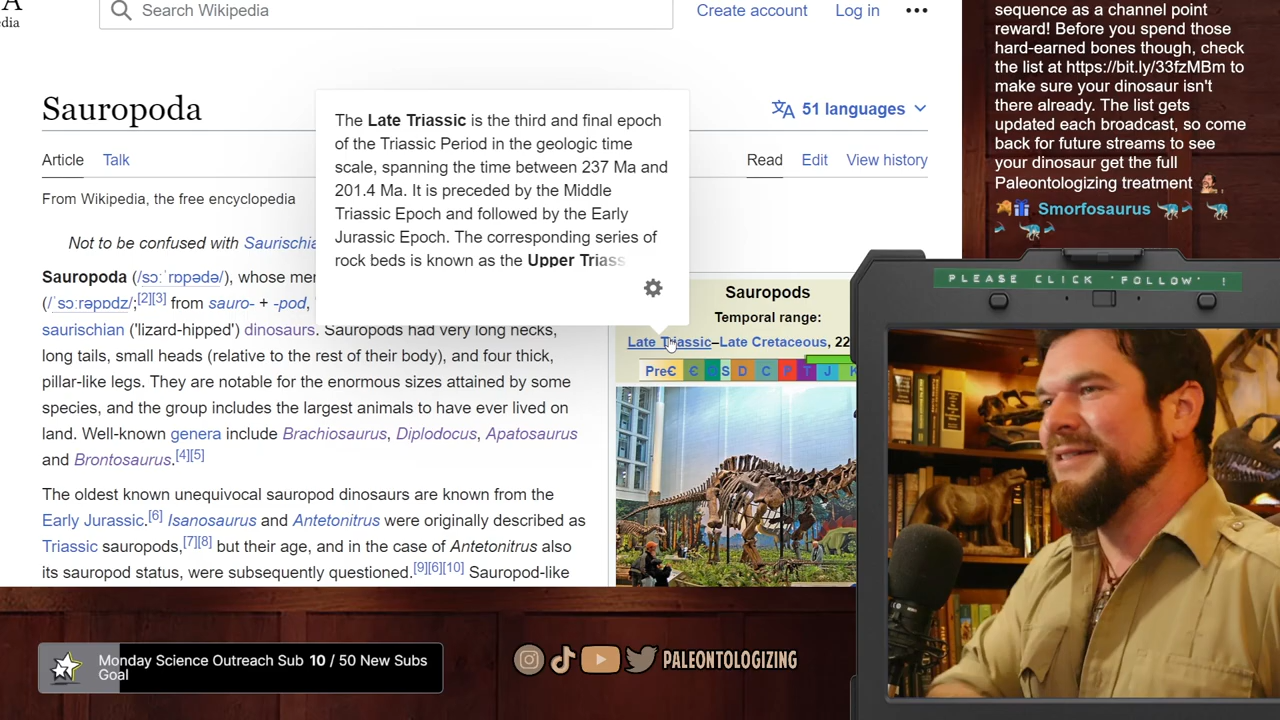 A
edia
Search Wikipedia
Create account
Log in
•••
Sauropoda
51 languages
Article
Talk
Read
Edit
View history
From Wikipedia, the free encyclopedia
Not to be confused with Saurischia
Sauropoda (/sɔːˈrɒpədə/), whose mem
(/ˈsɔːrəpɒdz/;[2][3] from sauro- + -pod,
saurischian ('lizard-hipped') dinosaurs. Sauropods had very long necks,
long tails, small heads (relative to the rest of their body), and four thick,
pillar-like legs. They are notable for the enormous sizes attained by some
species, and the group includes the largest animals to have ever lived on
land. Well-known genera include Brachiosaurus, Diplodocus, Apatosaurus
and Brontosaurus.[4][5]
The oldest known unequivocal sauropod dinosaurs are known from the
Early Jurassic.[6] Isanosaurus and Antetonitrus were originally described as
Triassic sauropods,[7][8] but their age, and in the case of Antetonitrus also
its sauropod status, were subsequently questioned.[9][6][10] Sauropod-like
The Late Triassic is the third and final epoch
of the Triassic Period in the geologic time
scale, spanning the time between 237 Ma and
201.4 Ma. It is preceded by the Middle
Triassic Epoch and followed by the Early
Jurassic Epoch. The corresponding series of
rock beds is known as the Upper Triass
Sauropods
Temporal range:
Late Triassic–Late Cretaceous, 22
PreꞒ Ꞓ O S D C P T J K
sequence as a channel point
reward! Before you spend those
hard-earned bones though, check
the list at https://bit.ly/33fzMBm to
make sure your dinosaur isn't
there already. The list gets
updated each broadcast, so come
back for future streams to see
your dinosaur get the full
Paleontologizing treatment
Smorfosaurus
PLEASE CLICK 'FOLLOW' !
Monday Science Outreach Sub 10 / 50 New Subs
Goal
PALEONTOLOGIZING